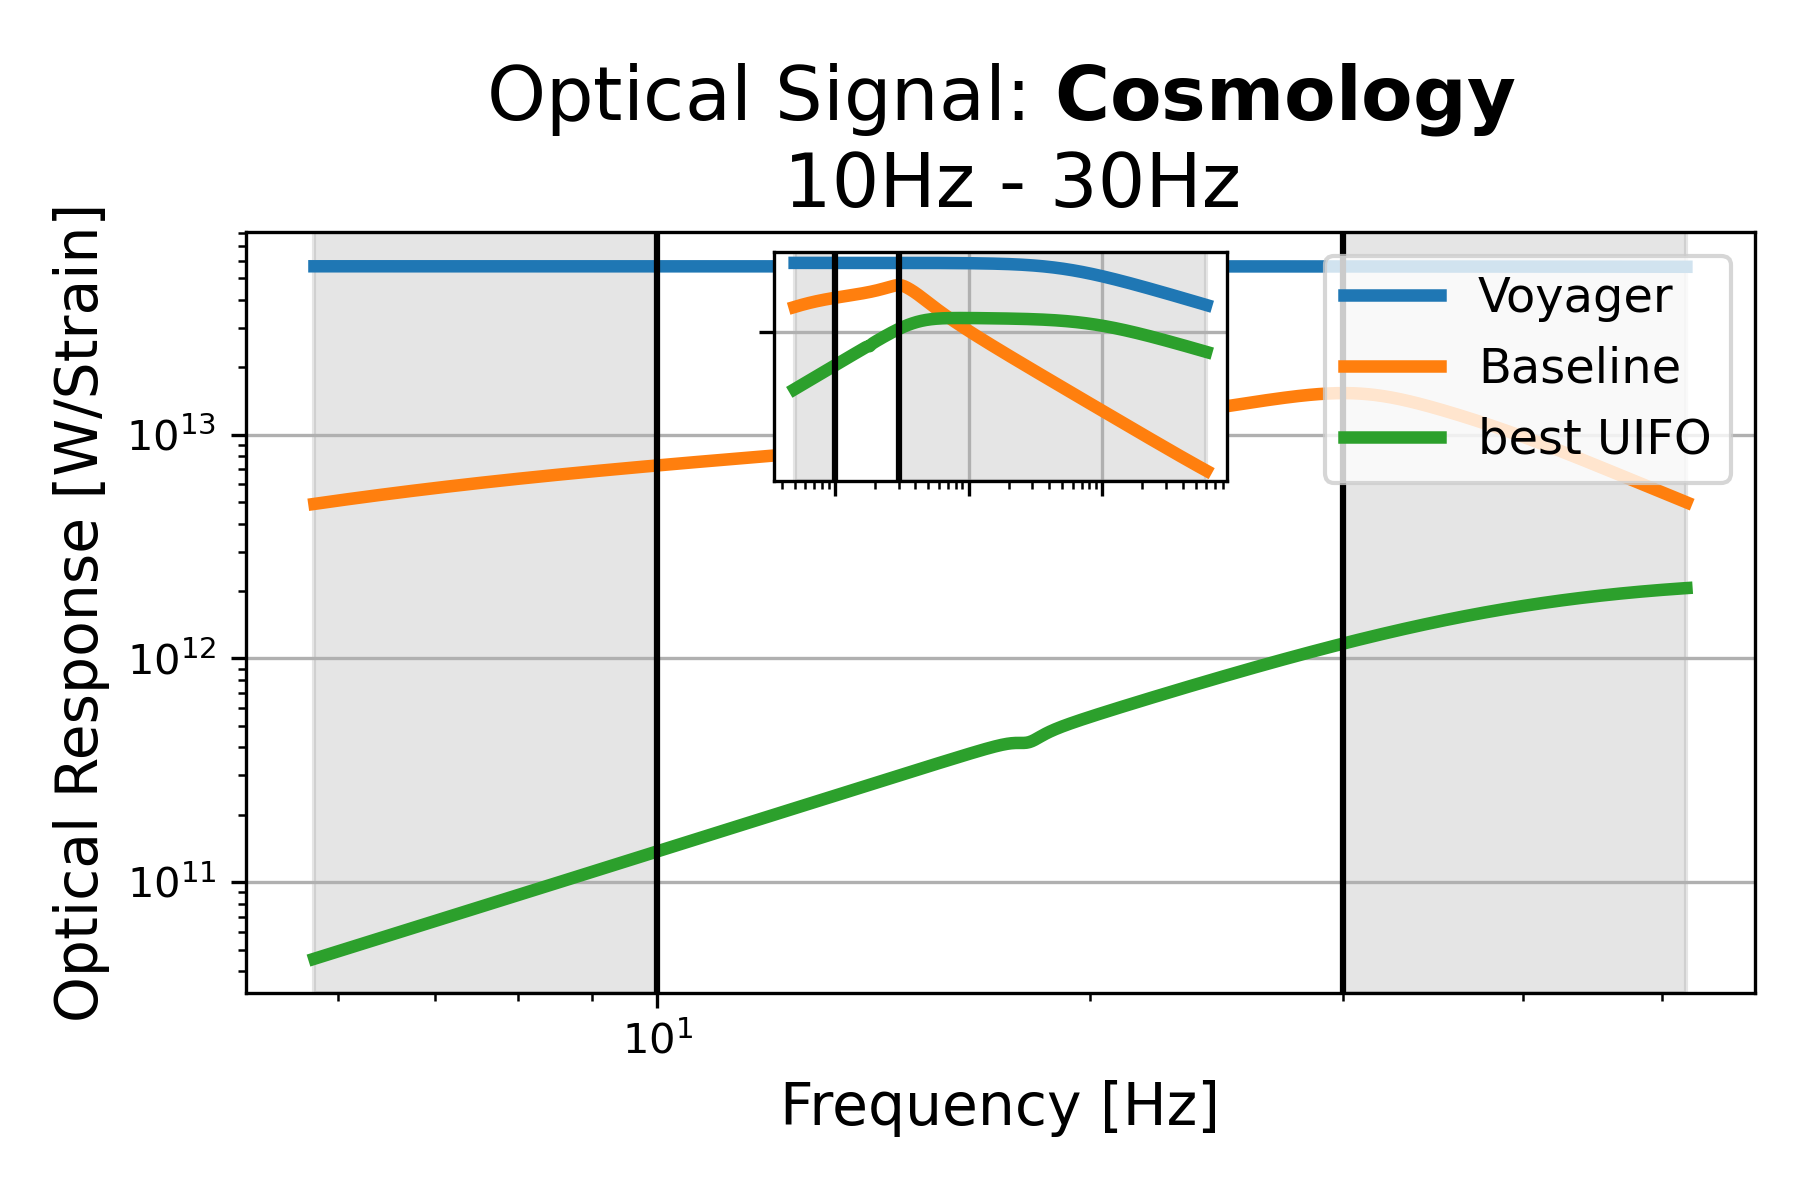 Optical Signal: Cosmology
10Hz - 30Hz
Optical Response [W/Strain]
10¹³
10¹²
10¹¹
Voyager
Baseline
best UIFO
10¹
Frequency [Hz]